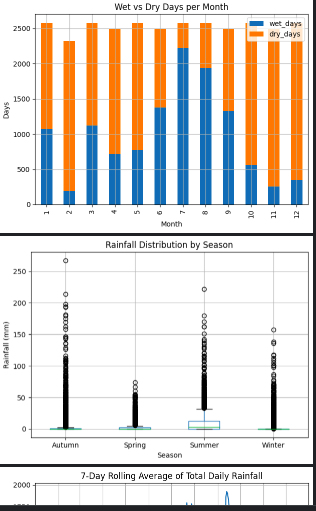 Wet vs Dry Days per Month
wet_days
dry_days
2500
2000
1500
1000
500
0
Days
1 2 3 4 5 6 7 8 9 10 11 12
Month
Rainfall Distribution by Season
250
200
150
100
50
0
Rainfall (mm)
Autumn Spring Summer Winter
Season
7-Day Rolling Average of Total Daily Rainfall
2000